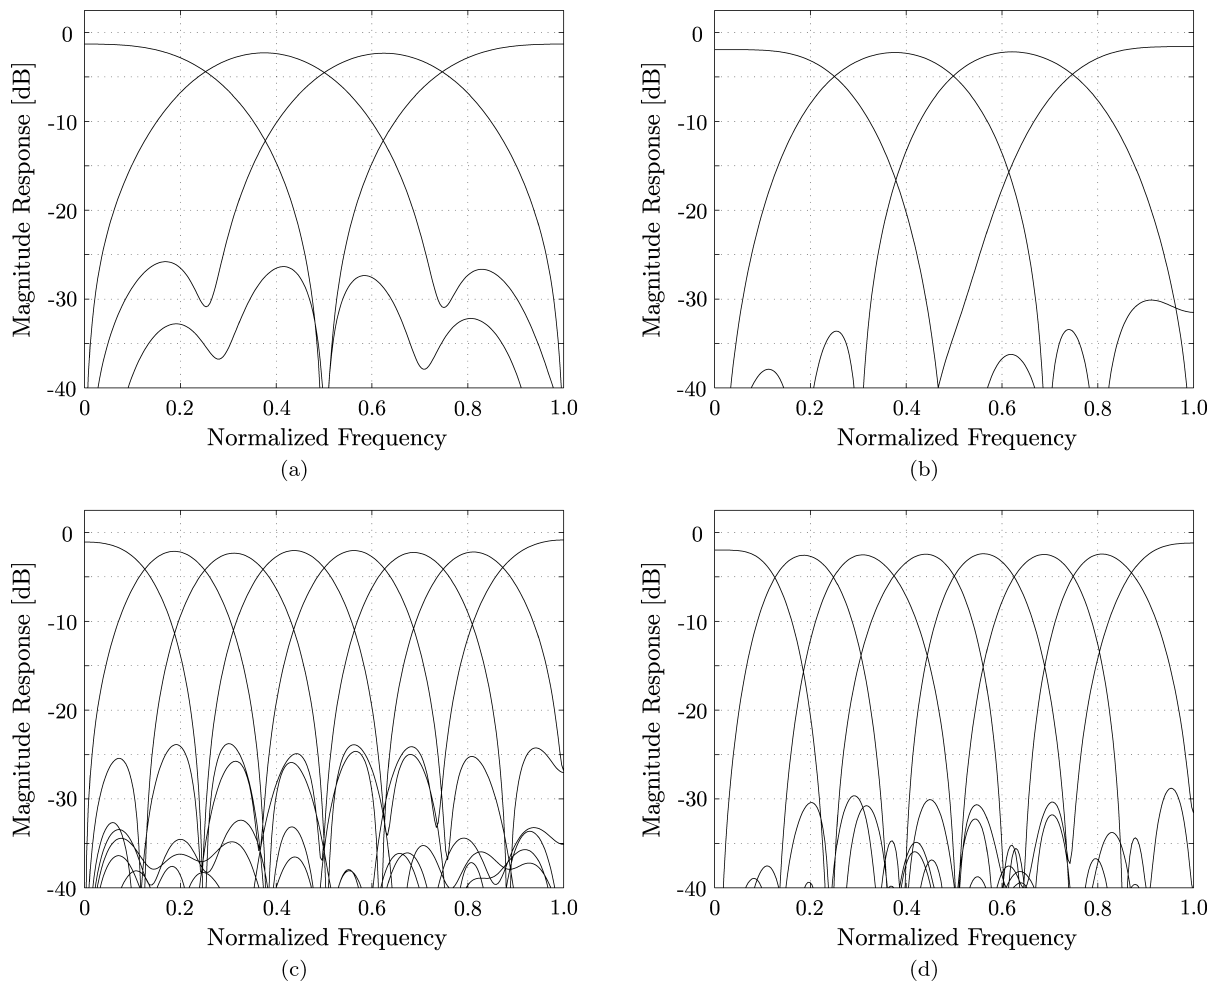 0
-10
-20
-30
-40
0 0.2 0.4 0.6 0.8 1.0
Magnitude Response [dB]
Normalized Frequency
(a)
0
-10
-20
-30
-40
0 0.2 0.4 0.6 0.8 1.0
Magnitude Response [dB]
Normalized Frequency
(b)
0
-10
-20
-30
-40
0 0.2 0.4 0.6 0.8 1.0
Magnitude Response [dB]
Normalized Frequency
(c)
0
-10
-20
-30
-40
0 0.2 0.4 0.6 0.8 1.0
Magnitude Response [dB]
Normalized Frequency
(d)